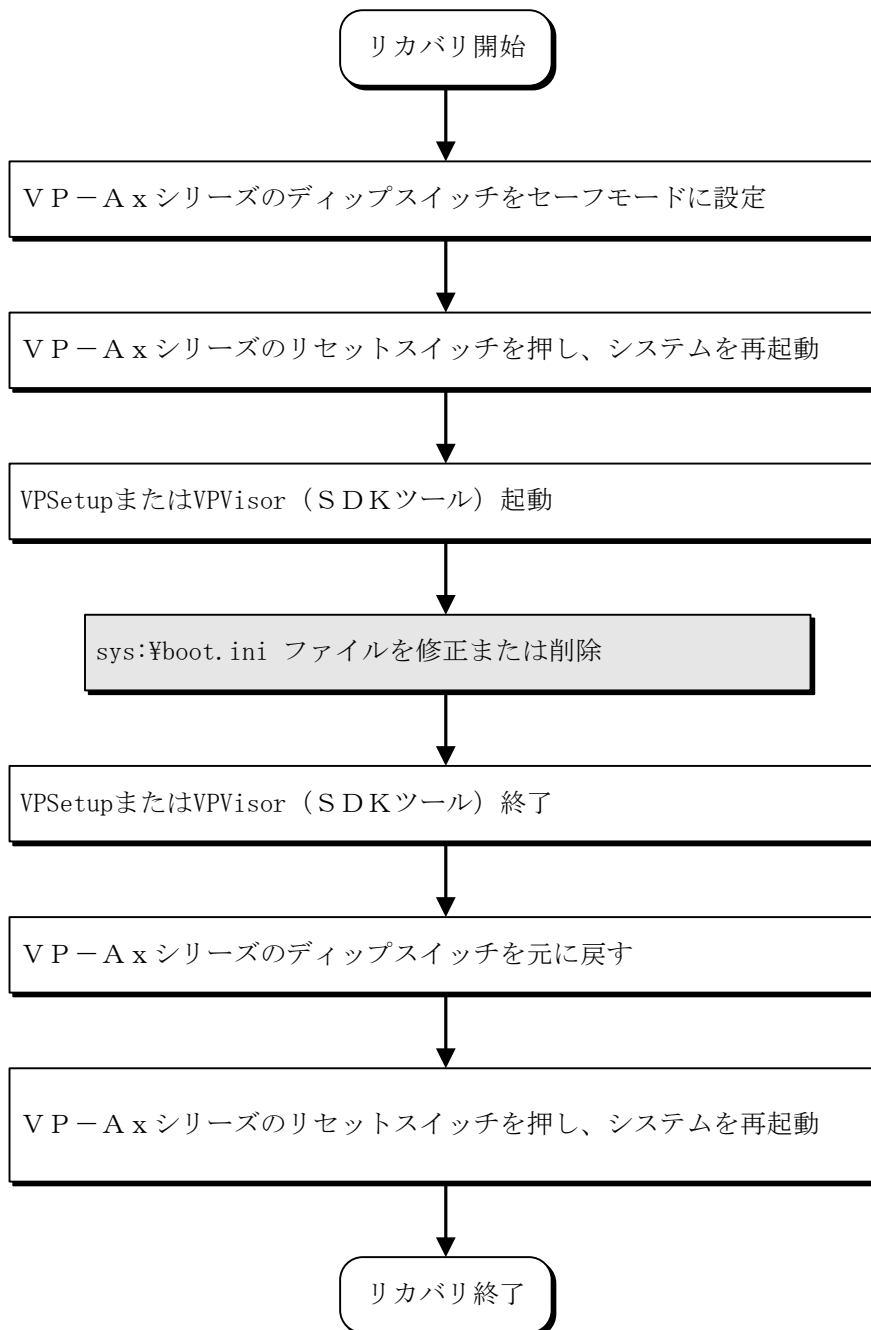 リカバリ開始
ＶＰ－Ａｘシリーズのディップスイッチをセーフモードに設定
ＶＰ－Ａｘシリーズのリセットスイッチを押し、システムを再起動
VPSetupまたはVPVisor（ＳＤＫツール）起動
sys:¥boot.ini ファイルを修正または削除
VPSetupまたはVPVisor（ＳＤＫツール）終了
ＶＰ－Ａｘシリーズのディップスイッチを元に戻す
ＶＰ－Ａｘシリーズのリセットスイッチを押し、システムを再起動
リカバリ終了